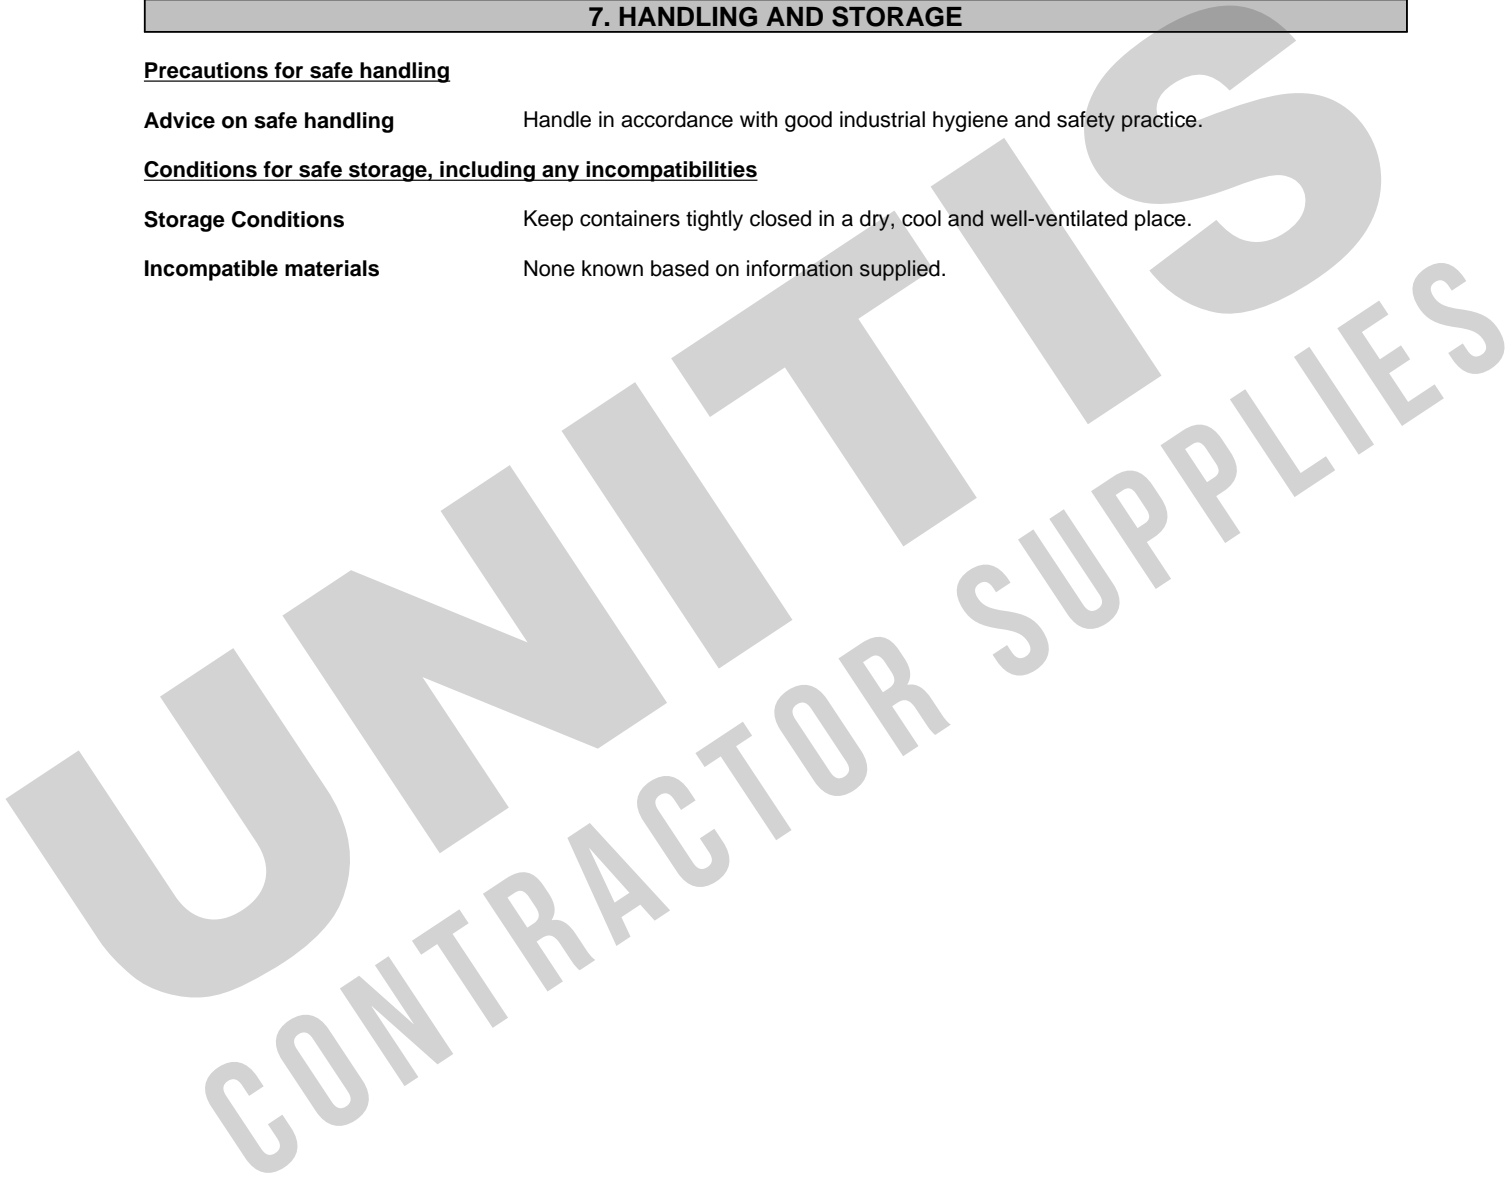 7. HANDLING AND STORAGE
Precautions for safe handling
Advice on safe handling Handle in accordance with good industrial hygiene and safety practice.
Conditions for safe storage, including any incompatibilities
Storage Conditions Keep containers tightly closed in a dry, cool and well-ventilated place.
Incompatible materials None known based on information supplied.
UNITIS
CONTRACTOR SUPPLIES